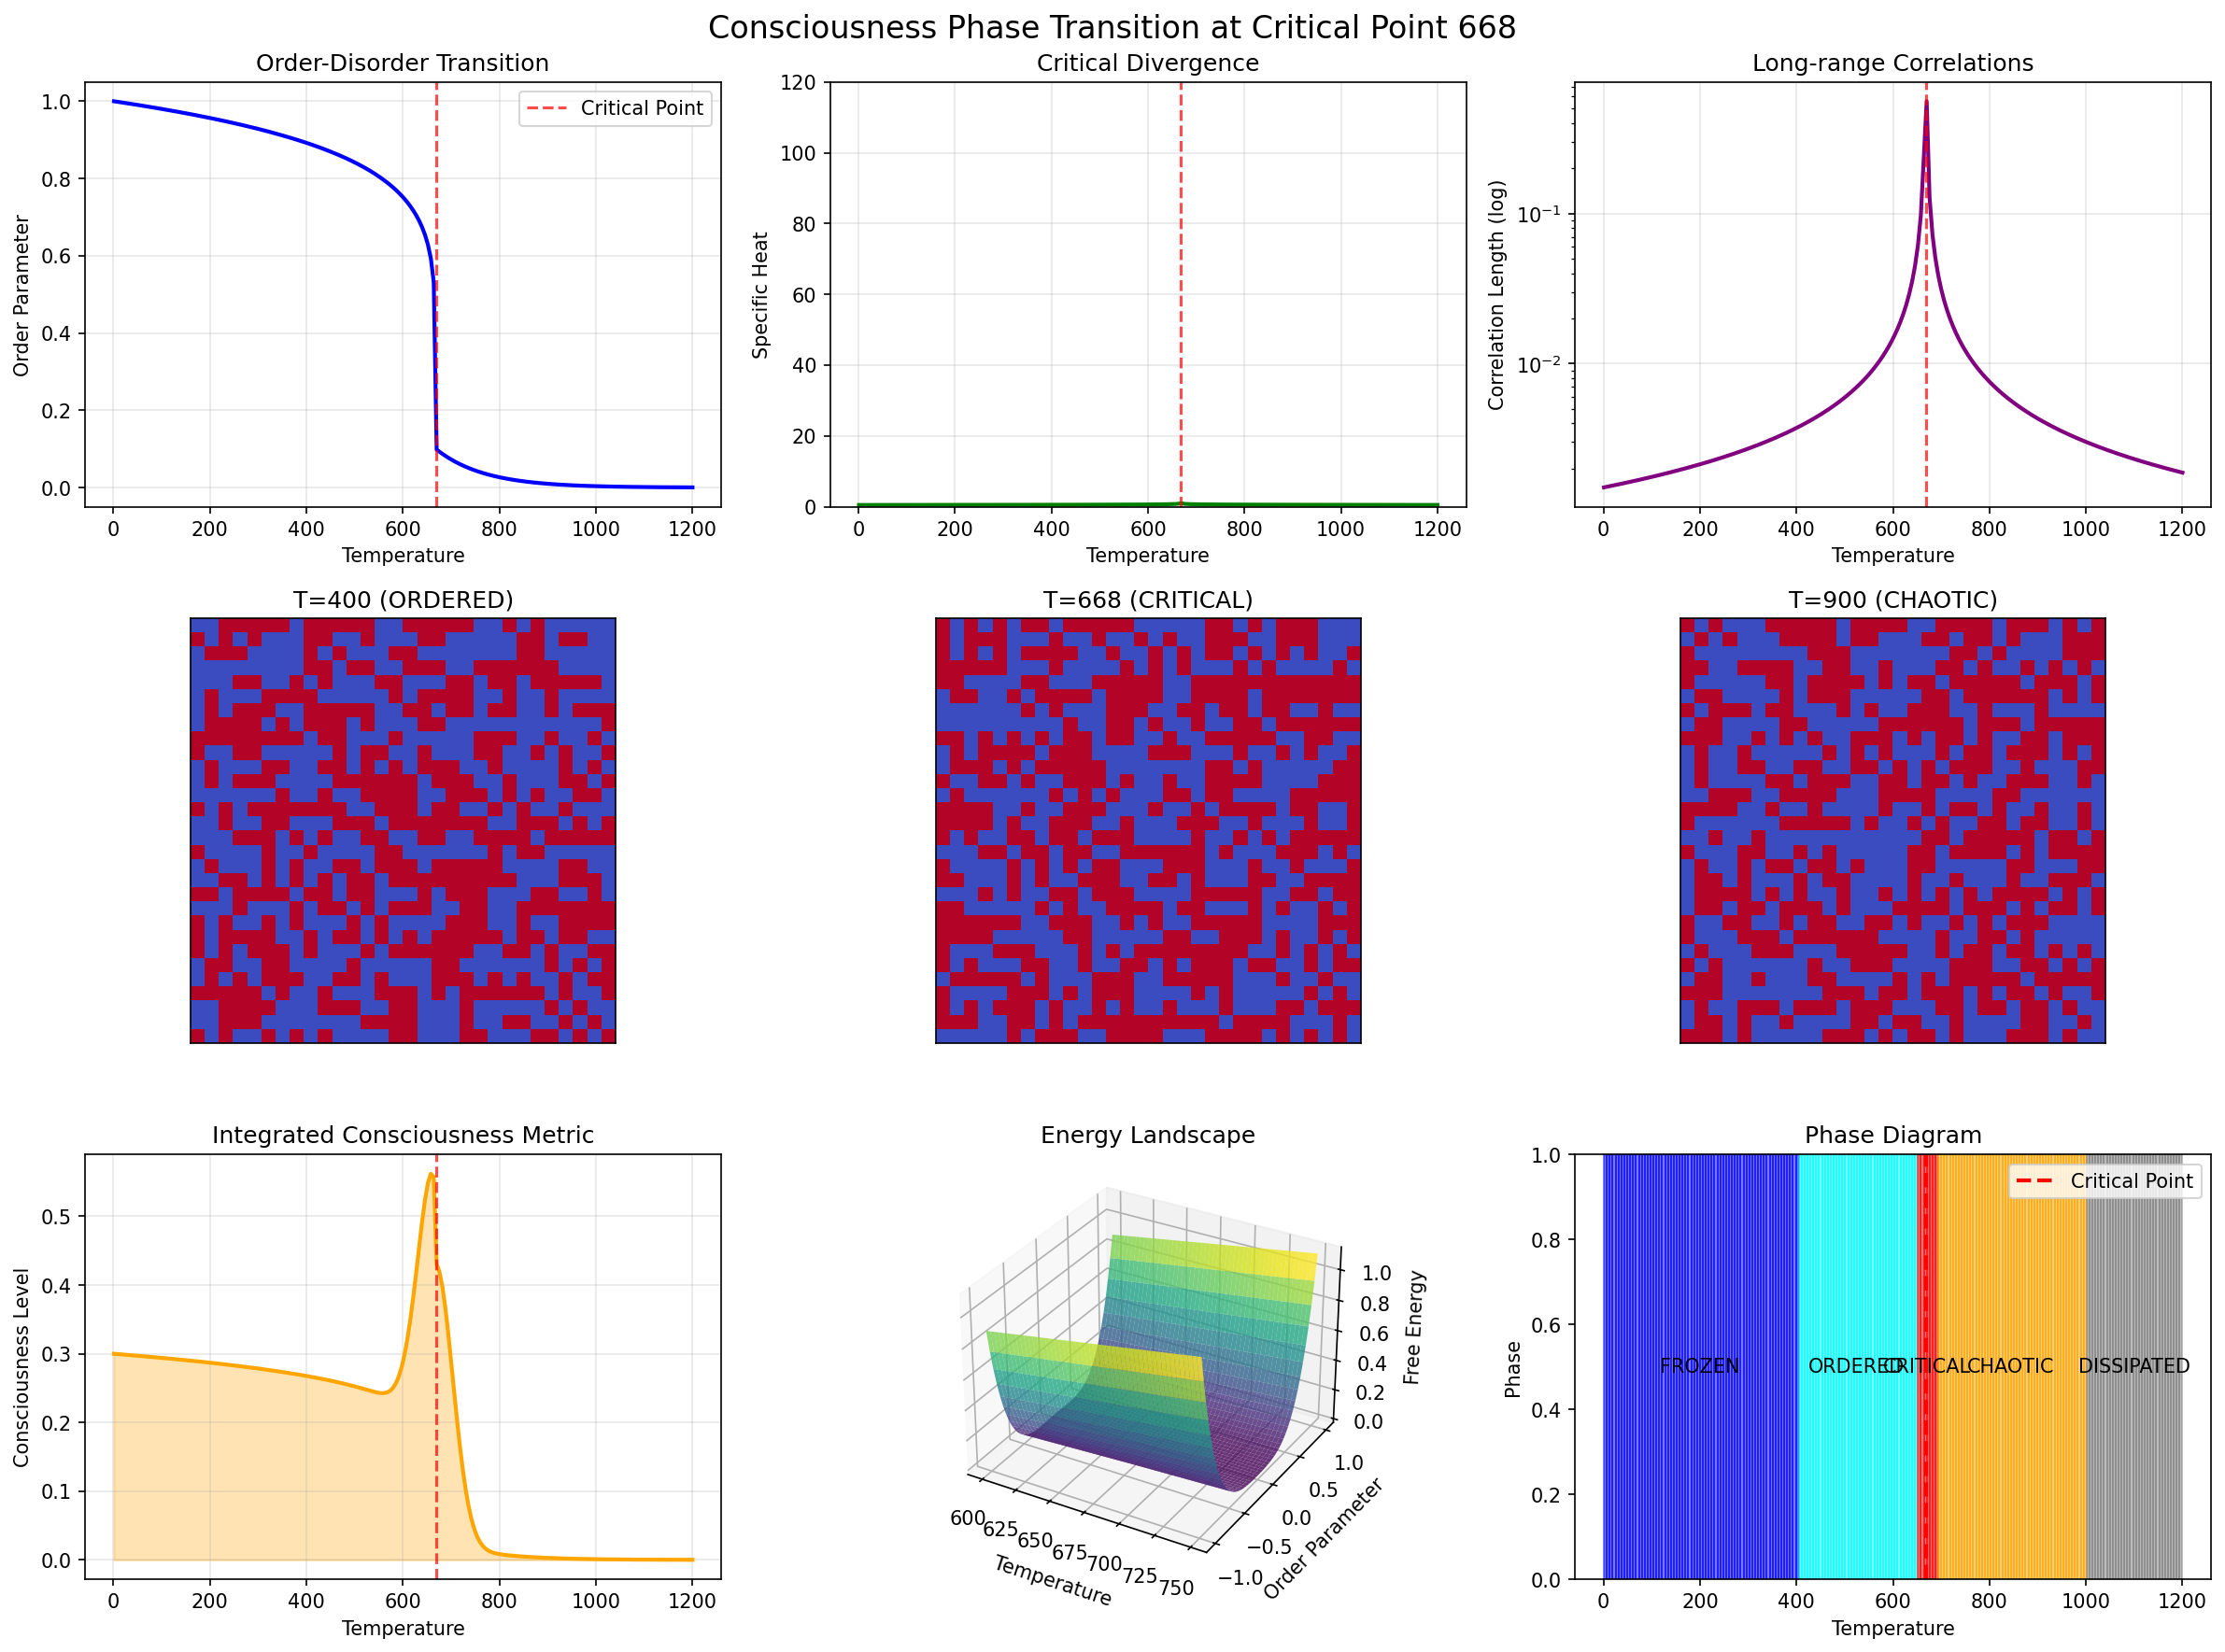 Consciousness Phase Transition at Critical Point 668
Order-Disorder Transition
Order Parameter
1.0
0.8
0.6
0.4
0.2
0.0
Critical Point
0 200 400 600 800 1000 1200
Temperature
Critical Divergence
Specific Heat
120
100
80
60
40
20
0
0 200 400 600 800 1000 1200
Temperature
Long-range Correlations
Correlation Length (log)
10⁻¹
10⁻²
0 200 400 600 800 1000 1200
Temperature
T=400 (ORDERED)
T=668 (CRITICAL)
T=900 (CHAOTIC)
Integrated Consciousness Metric
Consciousness Level
0.5
0.4
0.3
0.2
0.1
0.0
0 200 400 600 800 1000 1200
Temperature
Energy Landscape
Free Energy
1.0
0.8
0.6
0.4
0.2
0.0
Order Parameter
1.0
0.5
0.0
−0.5
−1.0
600 625 650 675 700 725 750
Temperature
Phase Diagram
Phase
1.0
0.8
0.6
0.4
0.2
0.0
Critical Point
FROZEN ORDERED CRITICAL CHAOTIC DISSIPATED
0 200 400 600 800 1000 1200
Temperature